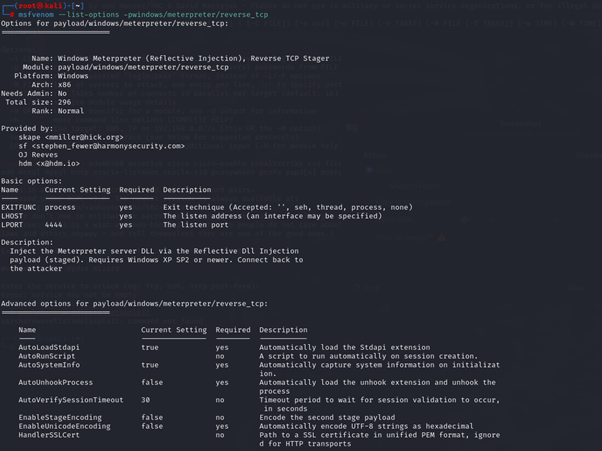 ┌──(root㉿kali)-[~]
└─# msfvenom --list-options -pwindows/meterpreter/reverse_tcp
Options for payload/windows/meterpreter/reverse_tcp:
=========================
Name: Windows Meterpreter (Reflective Injection), Reverse TCP Stager
Module: payload/windows/meterpreter/reverse_tcp
Platform: Windows
Arch: x86
Needs Admin: No
Total size: 296
Rank: Normal
Provided by:
skape <mmiller@hick.org>
sf <stephen_fewer@harmonysecurity.com>
OJ Reeves
hdm <x@hdm.io>
Basic options:
Name Current Setting Required Description
---- --------------- -------- -----------
EXITFUNC process yes Exit technique (Accepted: '', seh, thread, process, none)
LHOST yes The listen address (an interface may be specified)
LPORT 4444 yes The listen port
Description:
Inject the Meterpreter server DLL via the Reflective Dll Injection
payload (staged). Requires Windows XP SP2 or newer. Connect back to
the attacker
Advanced options for payload/windows/meterpreter/reverse_tcp:
=========================
Name Current Setting Required Description
---- --------------- -------- -----------
AutoLoadStdapi true yes Automatically load the Stdapi extension
AutoRunScript no A script to run automatically on session creation.
AutoSystemInfo true yes Automatically capture system information on initializat
ion.
AutoUnhookProcess false yes Automatically load the unhook extension and unhook the
process
AutoVerifySessionTimeout 30 no Timeout period to wait for session validation to occur,
in seconds
EnableStageEncoding false no Encode the second stage payload
EnableUnicodeEncoding false yes Automatically encode UTF-8 strings as hexadecimal
HandlerSSLCert no Path to a SSL certificate in unified PEM format, ignore
d for HTTP transports